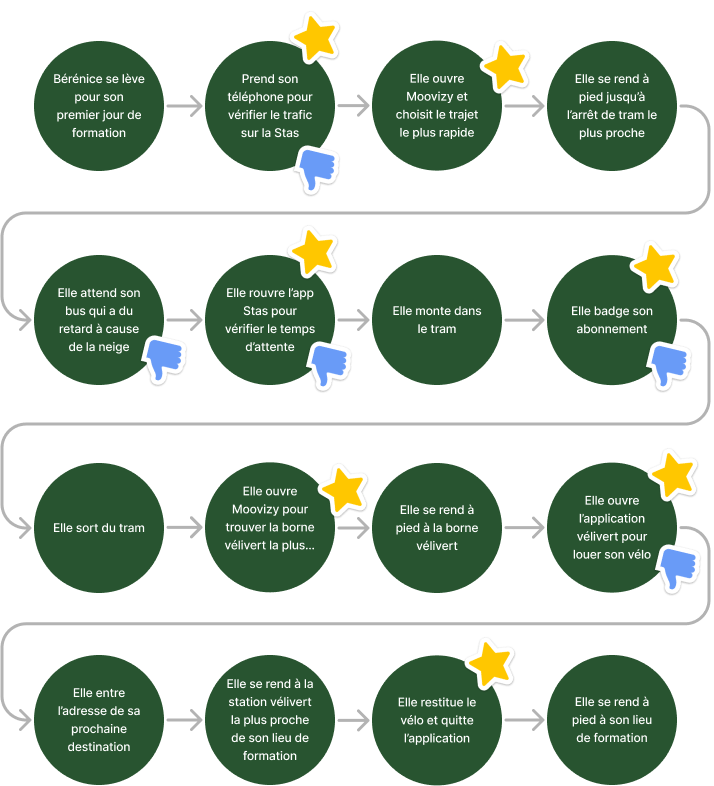 Bérénice se lève
pour son
premier jour de
formation
Prend son
téléphone pour
vérifier le trafic
sur la Stas
Elle ouvre
Moovizy et
choisit le trajet
le plus rapide
Elle se rend à
pied jusqu'à
l'arrêt de tram le
plus proche
Elle attend son
bus qui a du
retard à cause
de la neige
Elle rouvre l'app
Stas pour
vérifier le temps
d'attente
Elle monte dans
le tram
Elle badge son
abonnement
Elle sort du tram
Elle ouvre
Moovizy pour
trouver la borne
vélivert la plus...
Elle se rend à
pied à la borne
vélivert
Elle ouvre
l'application
vélivert pour
louer son vélo
Elle entre
l'adresse de sa
prochaine
destination
Elle se rend à la
station vélivert
la plus proche
de son lieu de
formation
Elle restitue le
vélo et quitte
l'application
Elle se rend à
pied à son lieu
de formation